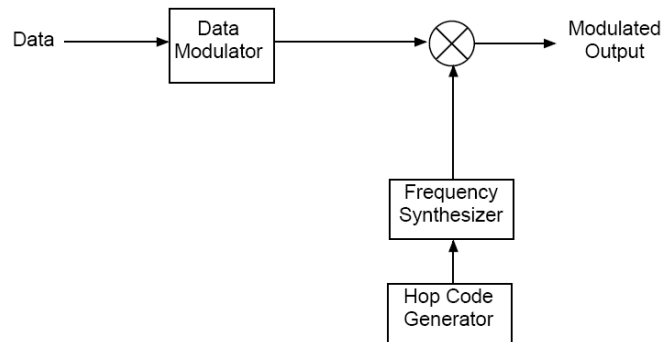 Data
Data
Modulator
Modulated
Output
Frequency
Synthesizer
Hop Code
Generator